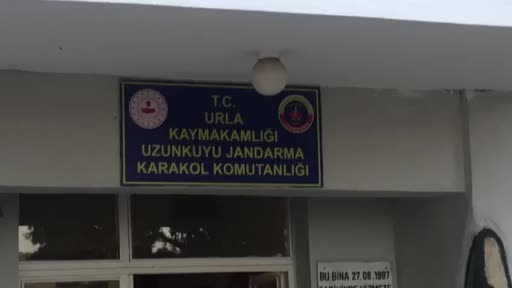 T.C.
URLA
KAYMAKAMLIĞI
UZUNKUYU JANDARMA
KARAKOL KOMUTANLIĞI
BU BİNA 27.08.1997